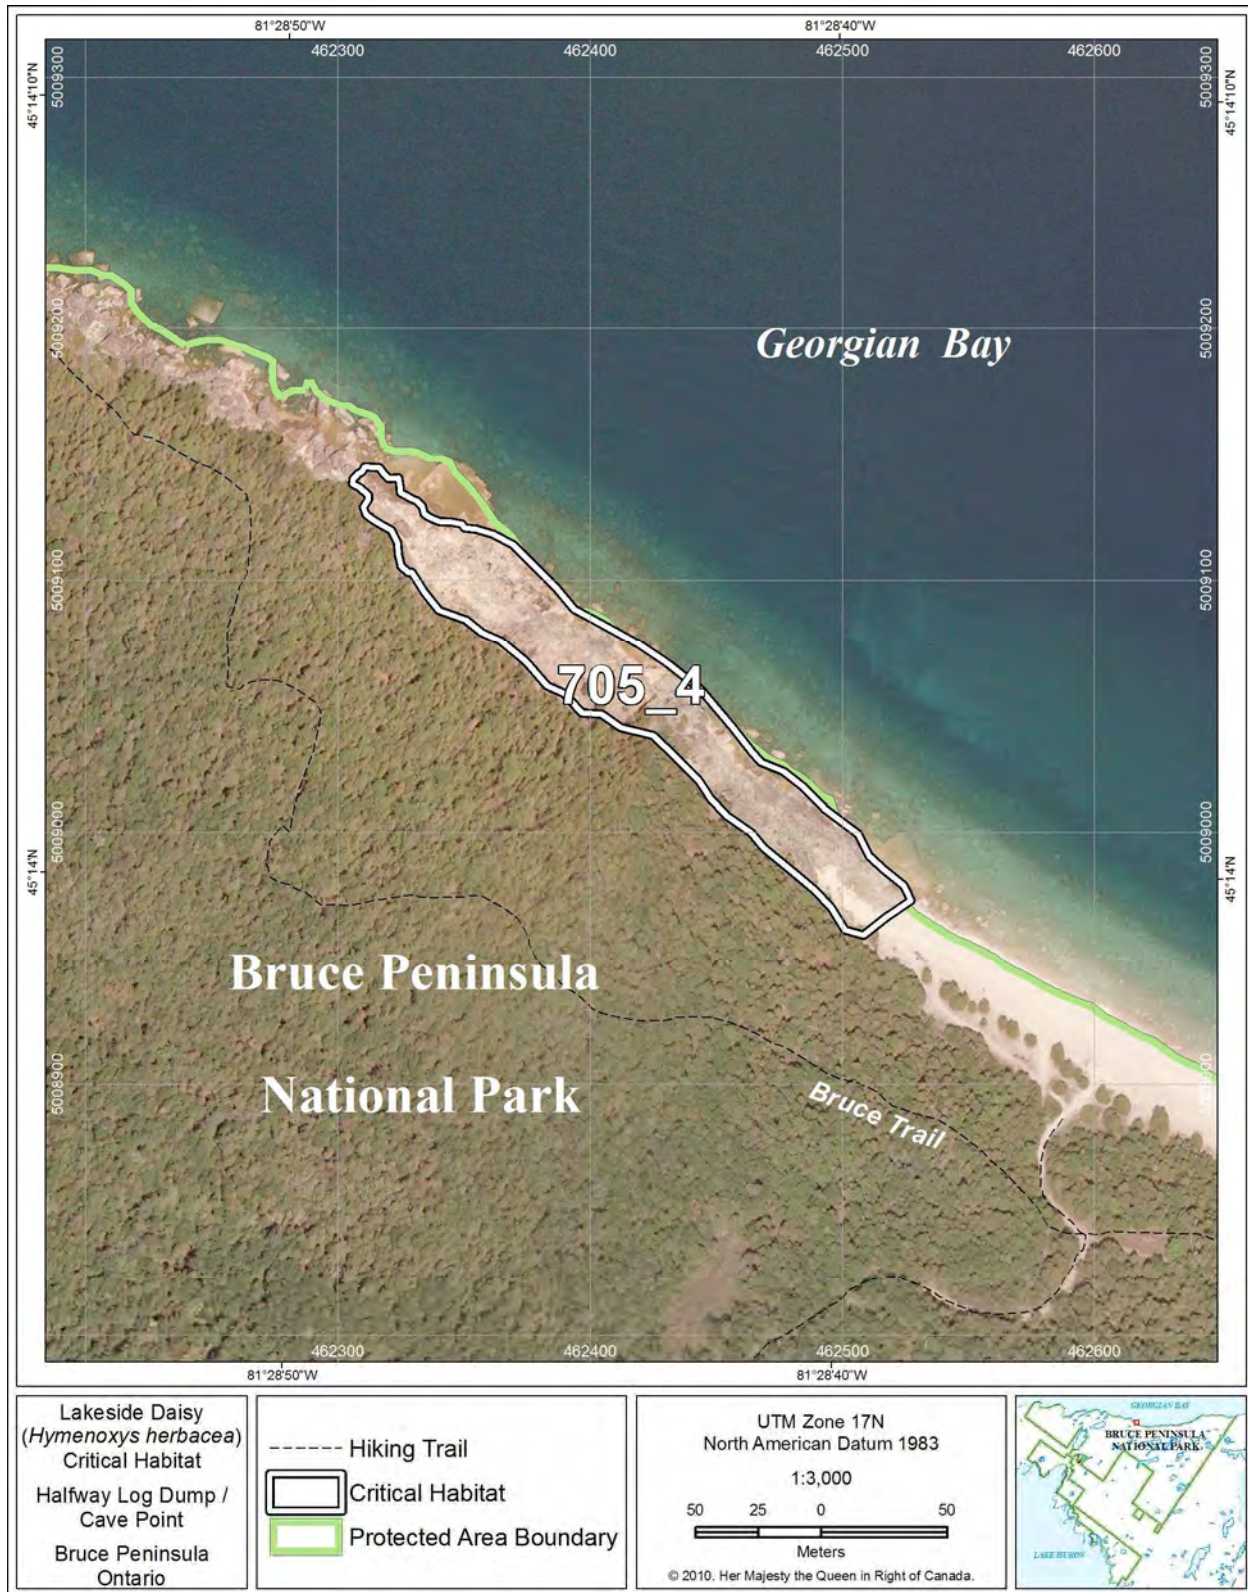 81°28'50"W
81°28'40"W
462300
462400
462500
462600
5009300
5009300
45°14'10"N
45°14'10"N
5009200
5009200
Georgian Bay
5009100
5009100
705_4
5009000
5009000
45°14'N
45°14'N
Bruce Peninsula
National Park
5008900
Bruce Trail
462300
462400
462500
462600
81°28'50"W
81°28'40"W
Lakeside Daisy
(Hymenoxys herbacea)
Critical Habitat
Halfway Log Dump /
Cave Point
Bruce Peninsula
Ontario
Hiking Trail
Critical Habitat
Protected Area Boundary
UTM Zone 17N
North American Datum 1983
1:3,000
50 25 0 50
Meters
© 2010. Her Majesty the Queen in Right of Canada.
GEORGIAN BAY
BRUCE PENINSULA
NATIONAL PARK
LAKE HURON